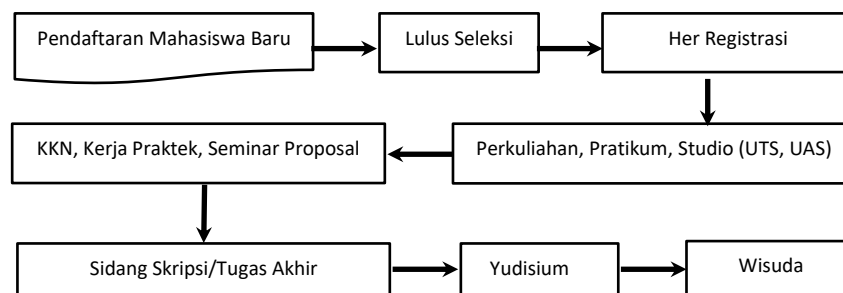 Pendaftaran Mahasiswa Baru
Lulus Seleksi
Her Registrasi
Perkuliahan, Pratikum, Studio (UTS, UAS)
KKN, Kerja Praktek, Seminar Proposal
Sidang Skripsi/Tugas Akhir
Yudisium
Wisuda